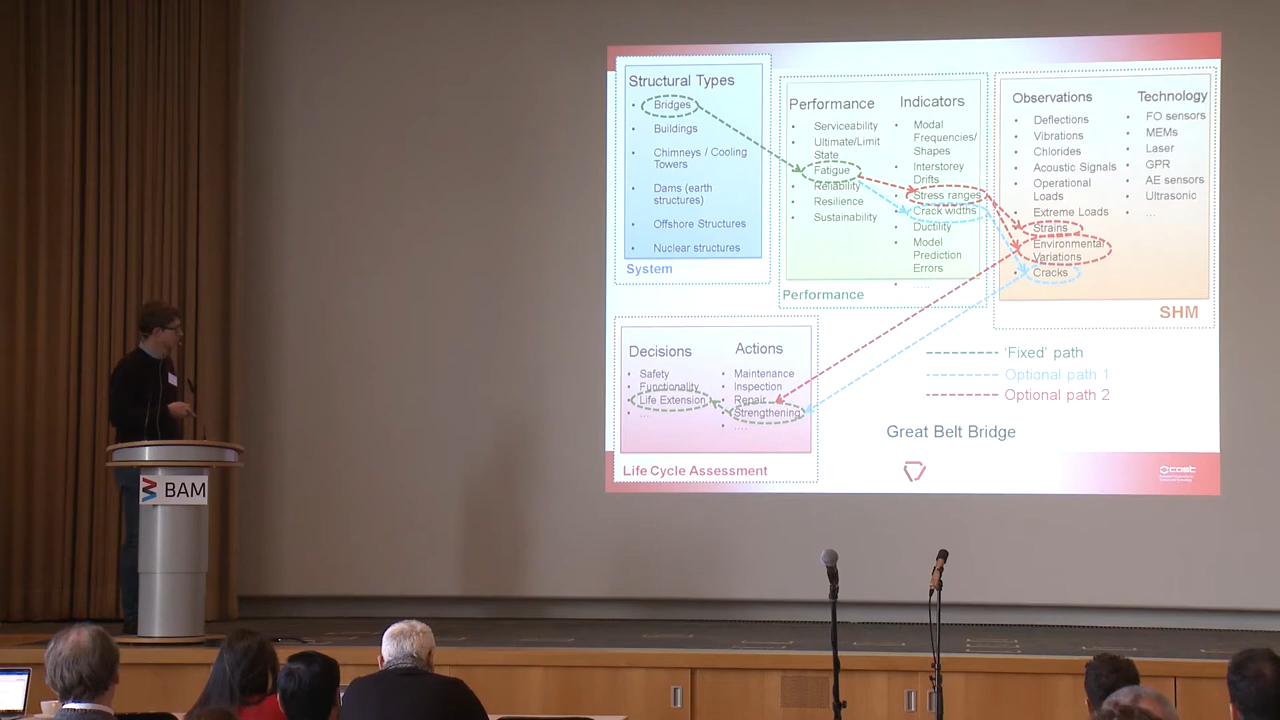 Structural Types
• Bridges
• Buildings
• Chimneys / Cooling
Towers
• Dams (earth
structures)
• Offshore Structures
• Nuclear structures
System
Performance
• Serviceability
• Ultimate/Limit
State
• Fatigue
• Reliability
• Resilience
• Sustainability
Indicators
• Modal
Frequencies/
Shapes
• Interstorey
Drifts
• Stress ranges
• Crack widths
• Ductility
• Model
Prediction
Errors
• .....
Performance
Observations
• Deflections
• Vibrations
• Chlorides
• Acoustic Signals
• Operational
Loads
• Extreme Loads
• Strains
• Environmental
Variations
• Cracks
Technology
• FO sensors
• MEMs
• Laser
• GPR
• AE sensors
• Ultrasonic
• ...
SHM
Decisions
• Safety
• Functionality
• Life Extension
• ...
Actions
• Maintenance
• Inspection
• Repair
• Strengthening
• ....
Life Cycle Assessment
'Fixed' path
Optional path 1
Optional path 2
Great Belt Bridge
cost
BAM